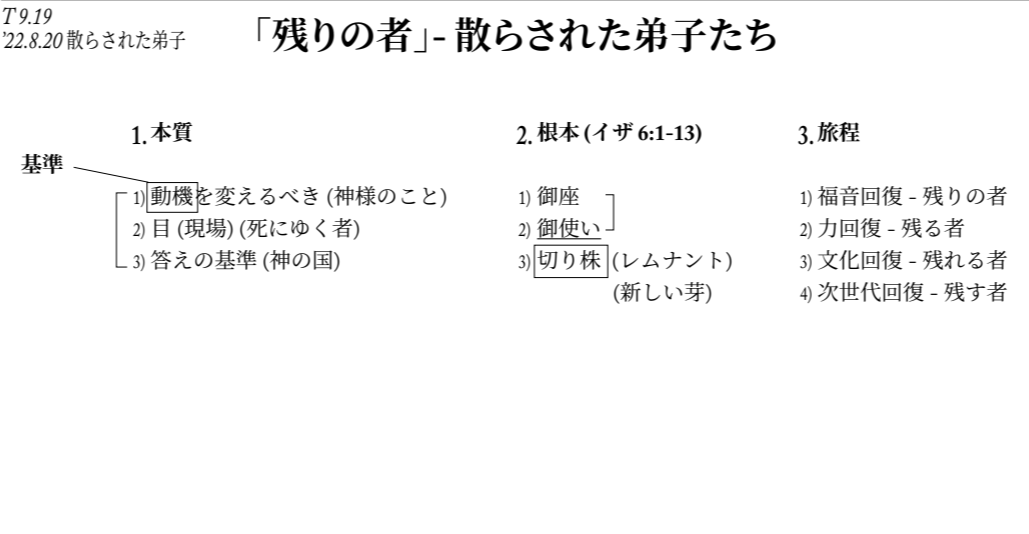 T 9.19
'22.8.20 散らされた弟子
「残りの者」- 散らされた弟子たち
1. 本質
基準
1) 動機を変えるべき (神様のこと)
2) 目 (現場) (死にゆく者)
3) 答えの基準 (神の国)
2. 根本 (イザ 6:1-13)
1) 御座
2) 御使い
3) 切り株 (レムナント)
(新しい芽)
3. 旅程
1) 福音回復 - 残りの者
2) 力回復 - 残る者
3) 文化回復 - 残れる者
4) 次世代回復 - 残す者